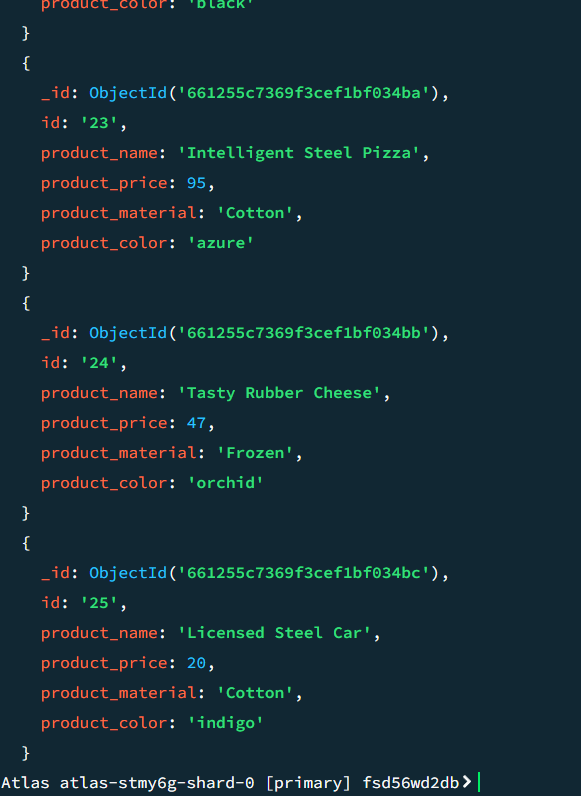 product_color: 'black'
}
{
_id: ObjectId('661255c7369f3cef1bf034ba'),
id: '23',
product_name: 'Intelligent Steel Pizza',
product_price: 95,
product_material: 'Cotton',
product_color: 'azure'
}
{
_id: ObjectId('661255c7369f3cef1bf034bb'),
id: '24',
product_name: 'Tasty Rubber Cheese',
product_price: 47,
product_material: 'Frozen',
product_color: 'orchid'
}
{
_id: ObjectId('661255c7369f3cef1bf034bc'),
id: '25',
product_name: 'Licensed Steel Car',
product_price: 20,
product_material: 'Cotton',
product_color: 'indigo'
}
Atlas atlas-stmy6g-shard-0 [primary] fsd56wd2db>